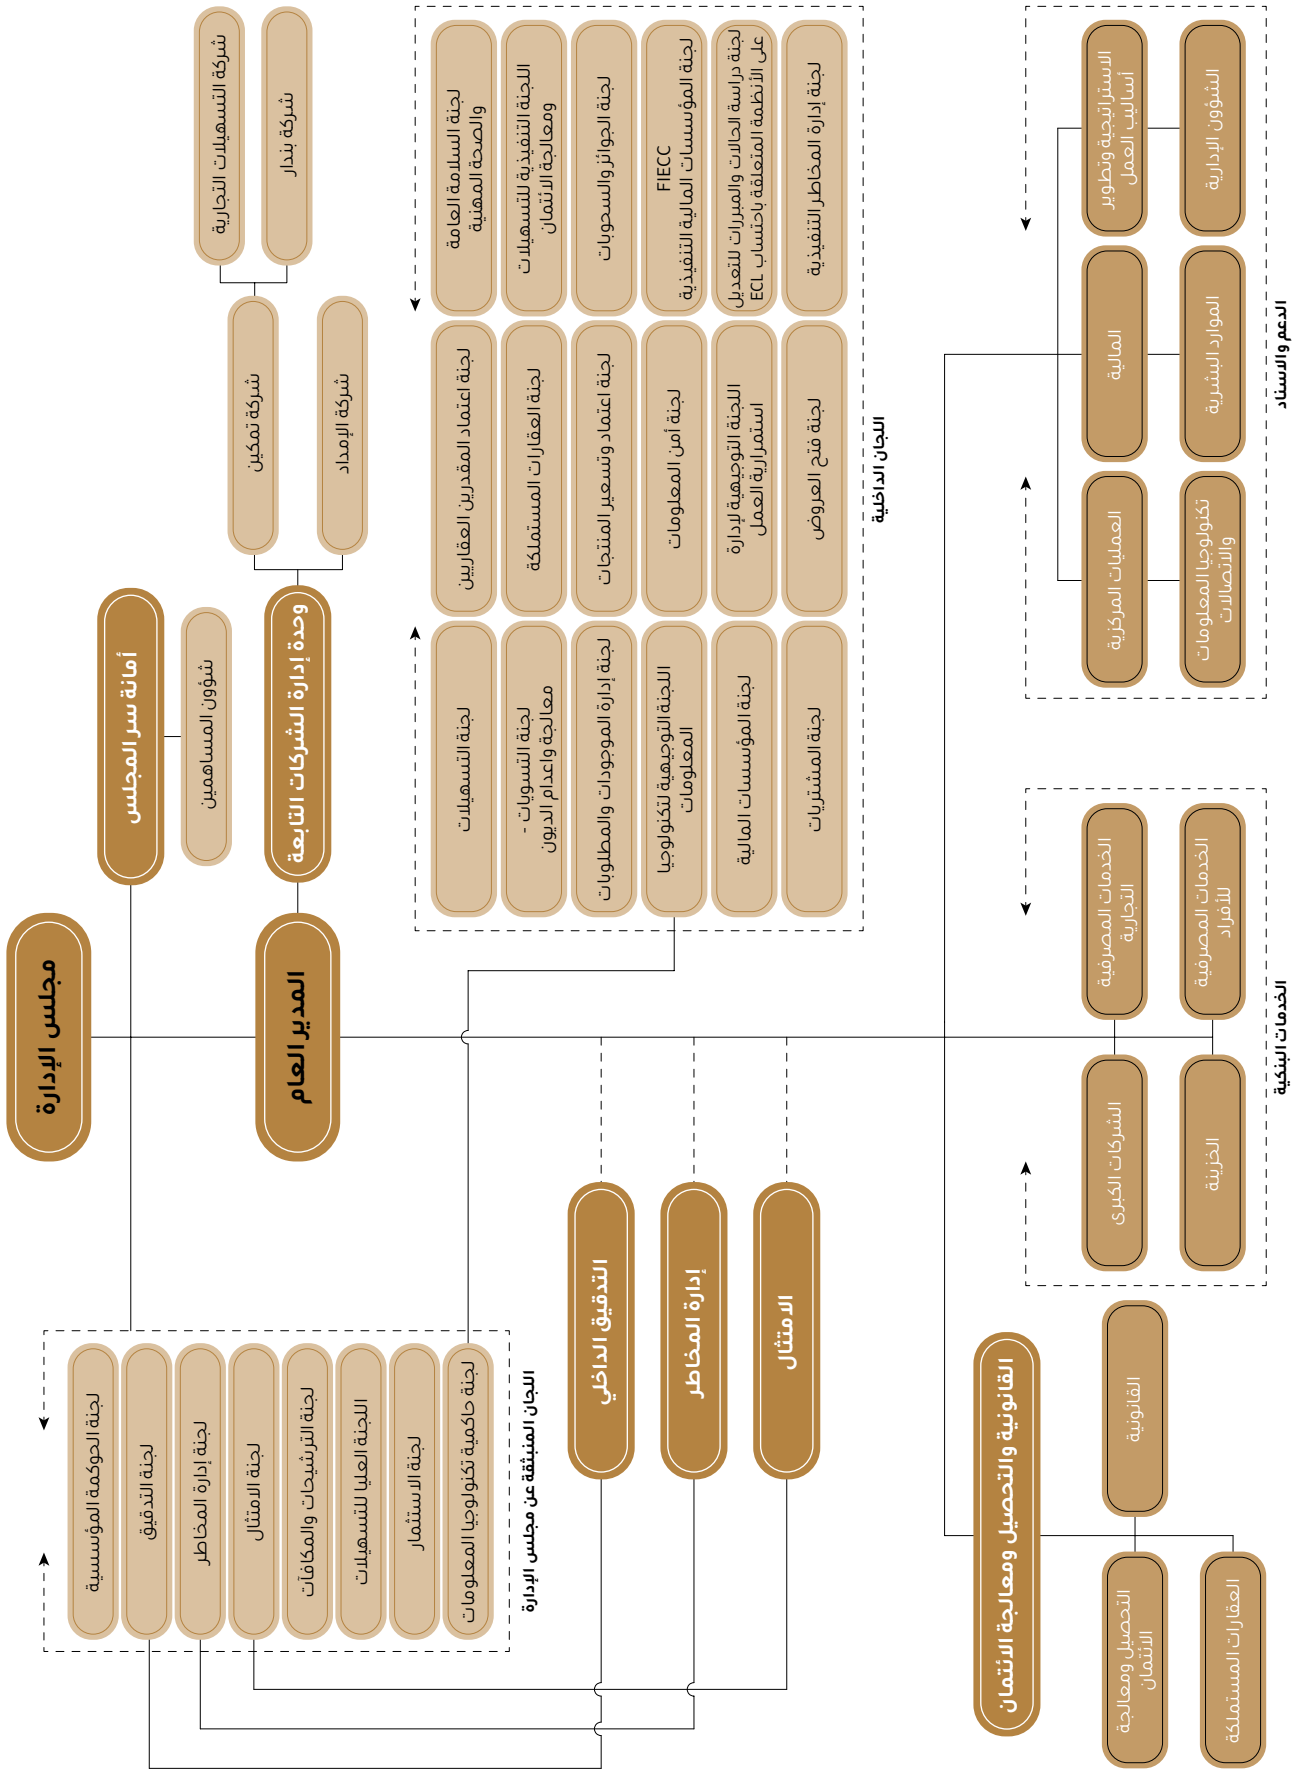 مجلس الإدارة
أمانة سر المجلس
شؤون المساهمين
المدير العام
وحدة إدارة الشركات التابعة
شركة تمكين
شركة الإمداد
شركة التسهيلات التجارية
شركة بندار
لجنة الحوكمة المؤسسية
لجنة التدقيق
لجنة إدارة المخاطر
لجنة الامتثال
لجنة الترشيحات والمكافآت
اللجنة العليا للتسهيلات
لجنة الاستثمار
لجنة حاكمية تكنولوجيا المعلومات
اللجان المنبثقة عن مجلس الإدارة
لجنة السلامة العامة
والصحة المهنية
لجنة اعتماد المقدرين العقاريين
لجنة التسهيلات
اللجنة التنفيذية للتسهيلات
ومعالجة الائتمان
لجنة العقارات المستملكة
لجنة التسويات -
معالجة واعدام الديون
لجنة الجوائز والسحوبات
لجنة اعتماد وتسعير المنتجات
لجنة إدارة الموجودات والمطلوبات
لجنة المؤسسات المالية التنفيذية
FIECC
لجنة أمن المعلومات
اللجنة التوجيهية لتكنولوجيا
المعلومات
لجنة دراسة الحالات والمبررات للتعديل
على الأنظمة المتعلقة باحتساب ECL
اللجنة التوجيهية لإدارة
استمرارية العمل
لجنة المؤسسات المالية
لجنة إدارة المخاطر التنفيذية
لجنة فتح العروض
لجنة المشتريات
اللجان الداخلية
التدقيق الداخلي
إدارة المخاطر
الامتثال
القانونية والتحصيل ومعالجة الائتمان
القانونية
التحصيل ومعالجة
الائتمان
العقارات المستملكة
الخدمات المصرفية
التجارية
الشركات الكبرى
الخدمات المصرفية
للأفراد
الخزينة
الخدمات البنكية
الاستراتيجية وتطوير
أساليب العمل
المالية
العمليات المركزية
الشؤون الإدارية
الموارد البشرية
تكنولوجيا المعلومات
والاتصالات
الدعم والاسناد